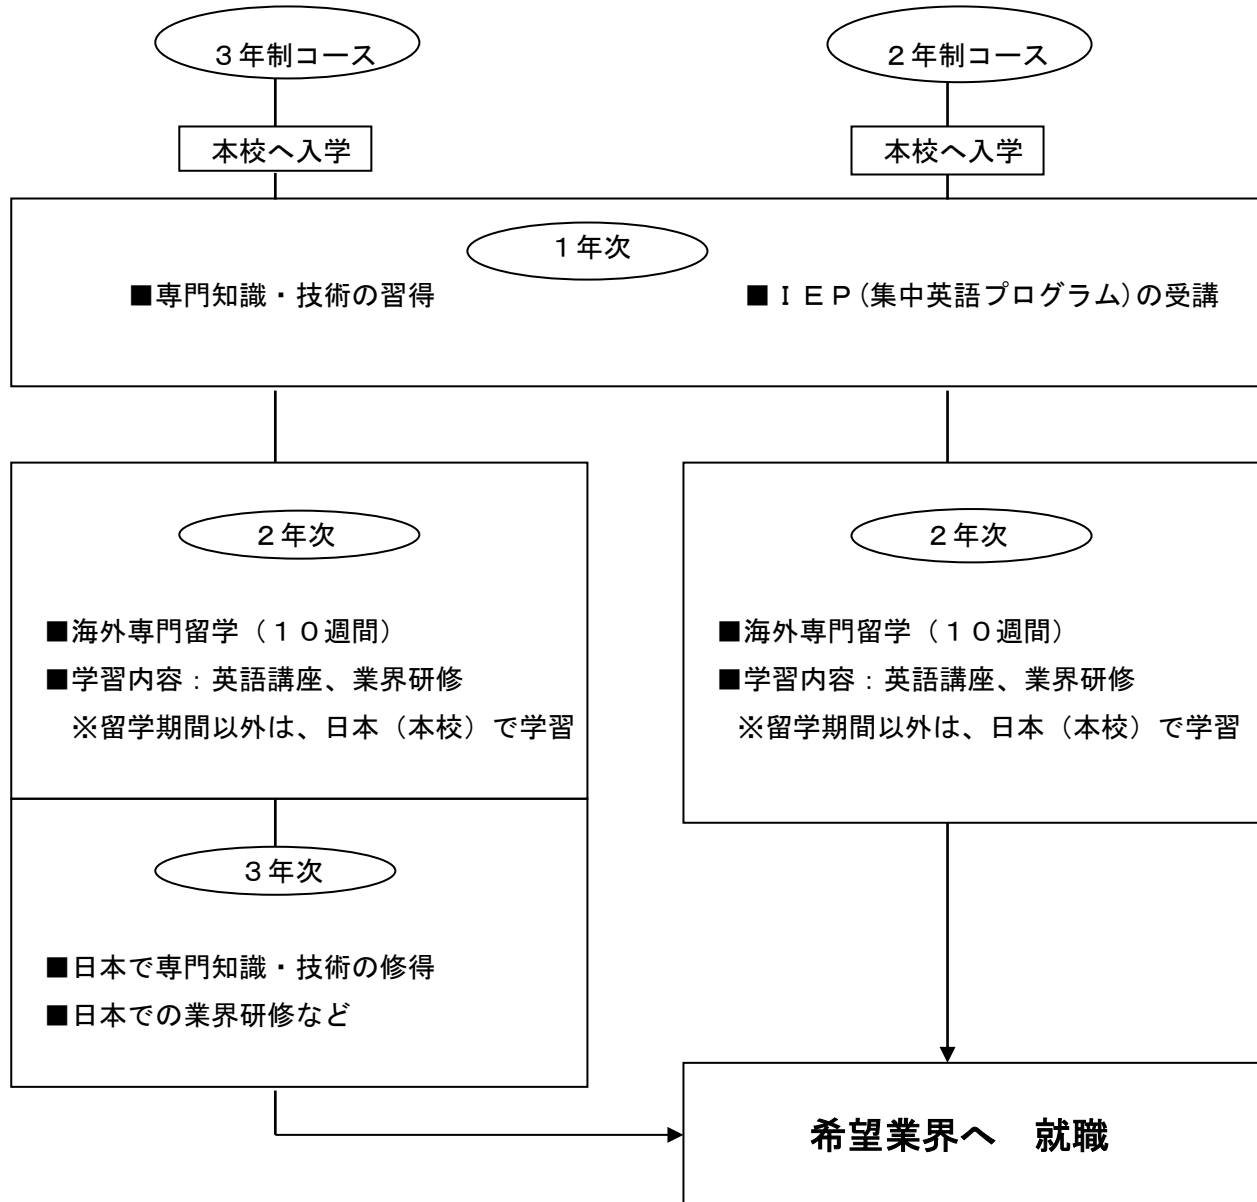 ３年制コース
２年制コース
本校へ入学
本校へ入学
１年次
■専門知識・技術の習得
■ＩＥＰ(集中英語プログラム)の受講
２年次
■海外専門留学（１０週間）
■学習内容：英語講座、業界研修
※留学期間以外は、日本（本校）で学習
２年次
■海外専門留学（１０週間）
■学習内容：英語講座、業界研修
※留学期間以外は、日本（本校）で学習
３年次
■日本で専門知識・技術の修得
■日本での業界研修など
希望業界へ　就職